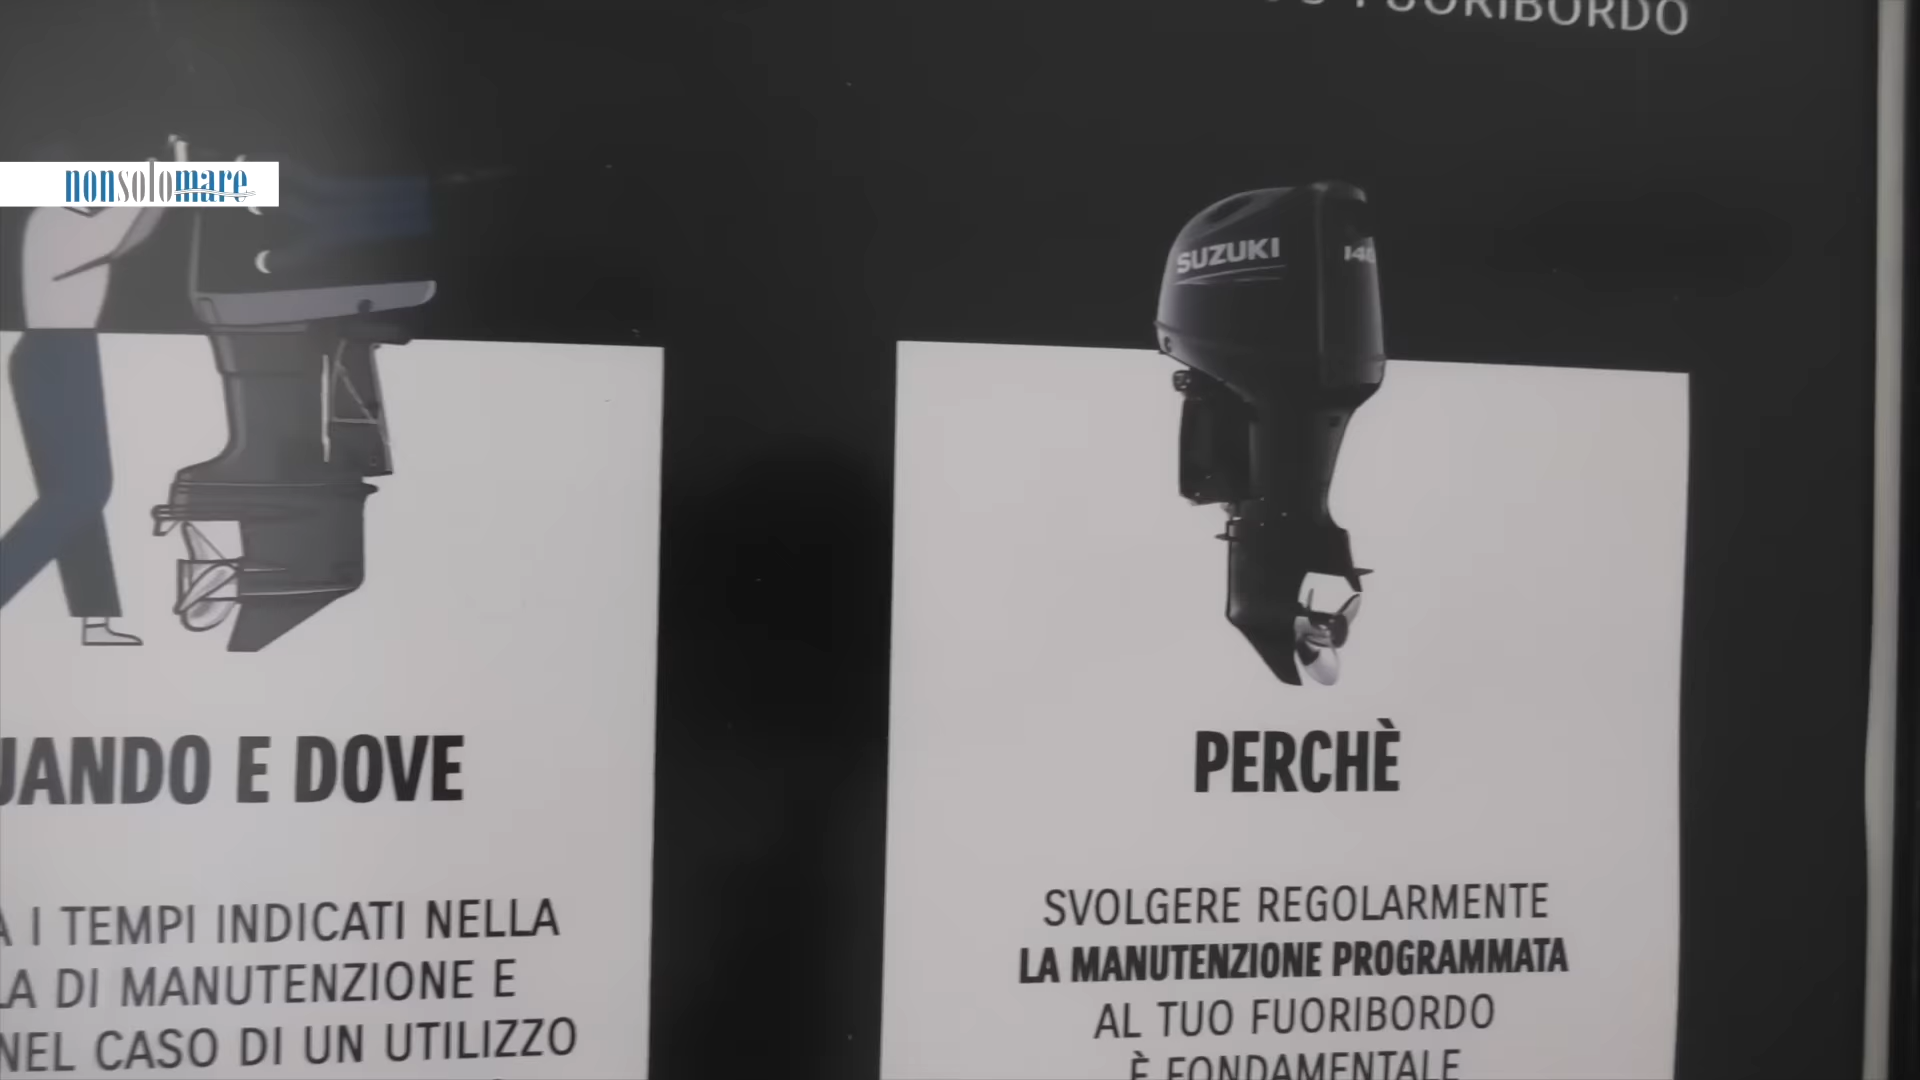 FUORIBORDO
nonsolomare
SUZUKI
140
UANDO E DOVE
I TEMPI INDICATI NELLA
LA DI MANUTENZIONE E
NEL CASO DI UN UTILIZZO
PERCHÈ
SVOLGERE REGOLARMENTE
LA MANUTENZIONE PROGRAMMATA
AL TUO FUORIBORDO
È FONDAMENTALE